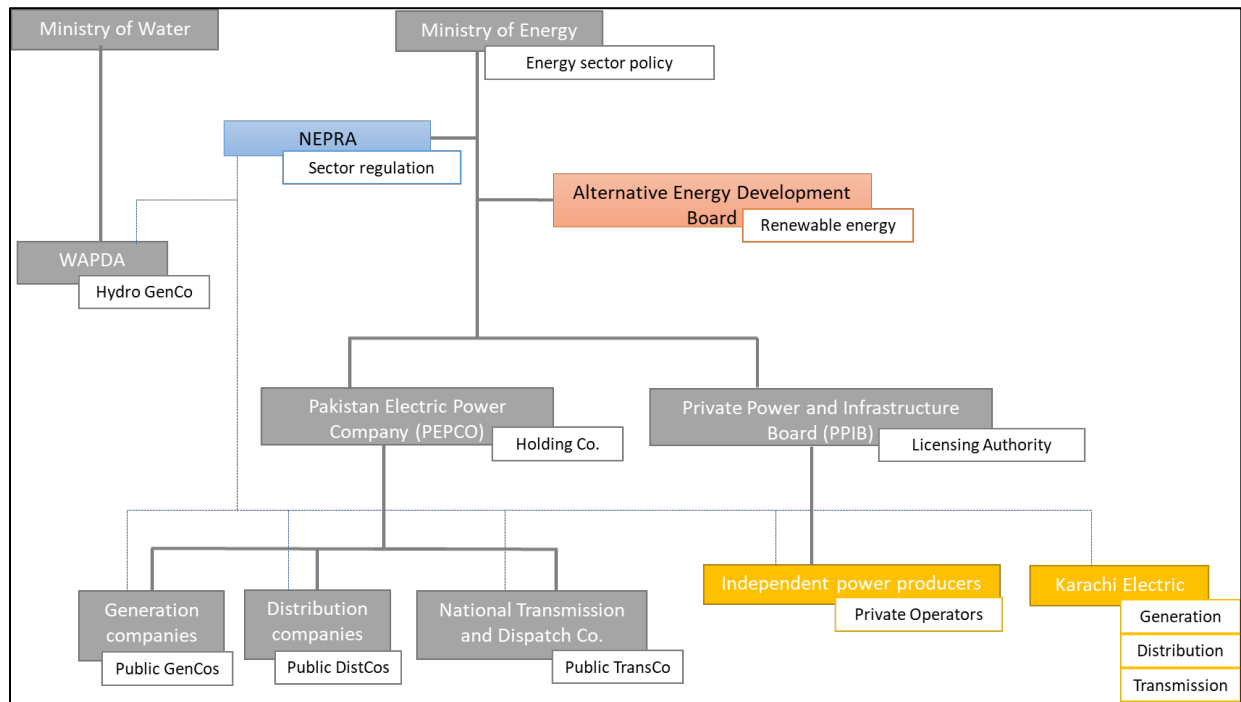 Ministry of Water
Ministry of Energy
Energy sector policy
NEPRA
Sector regulation
Alternative Energy Development
Board
Renewable energy
WAPDA
Hydro GenCo
Pakistan Electric Power
Company (PEPCO)
Holding Co.
Private Power and Infrastructure
Board (PPIB)
Licensing Authority
Generation
companies
Public GenCos
Distribution
companies
Public DistCos
National Transmission
and Dispatch Co.
Public TransCo
Independent power producers
Private Operators
Karachi Electric
Generation
Distribution
Transmission